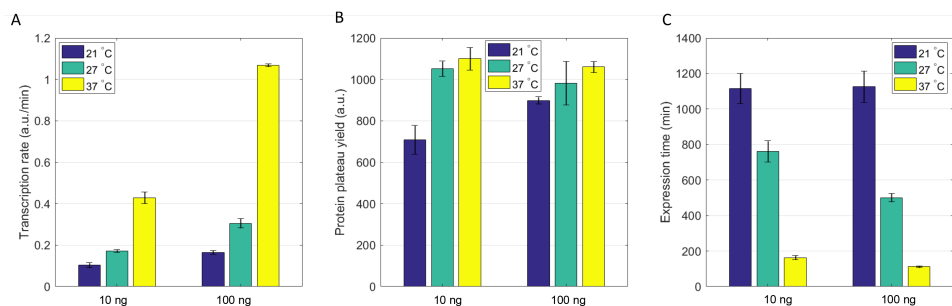 A
Transcription rate (a.u./min)
1.2
1
0.8
0.6
0.4
0.2
0
21 °C
27 °C
37 °C
10 ng
100 ng
B
Protein plateau yield (a.u.)
1200
1000
800
600
400
200
0
21 °C
27 °C
37 °C
10 ng
100 ng
C
Expression time (min)
1400
1200
1000
800
600
400
200
0
21 °C
27 °C
37 °C
10 ng
100 ng